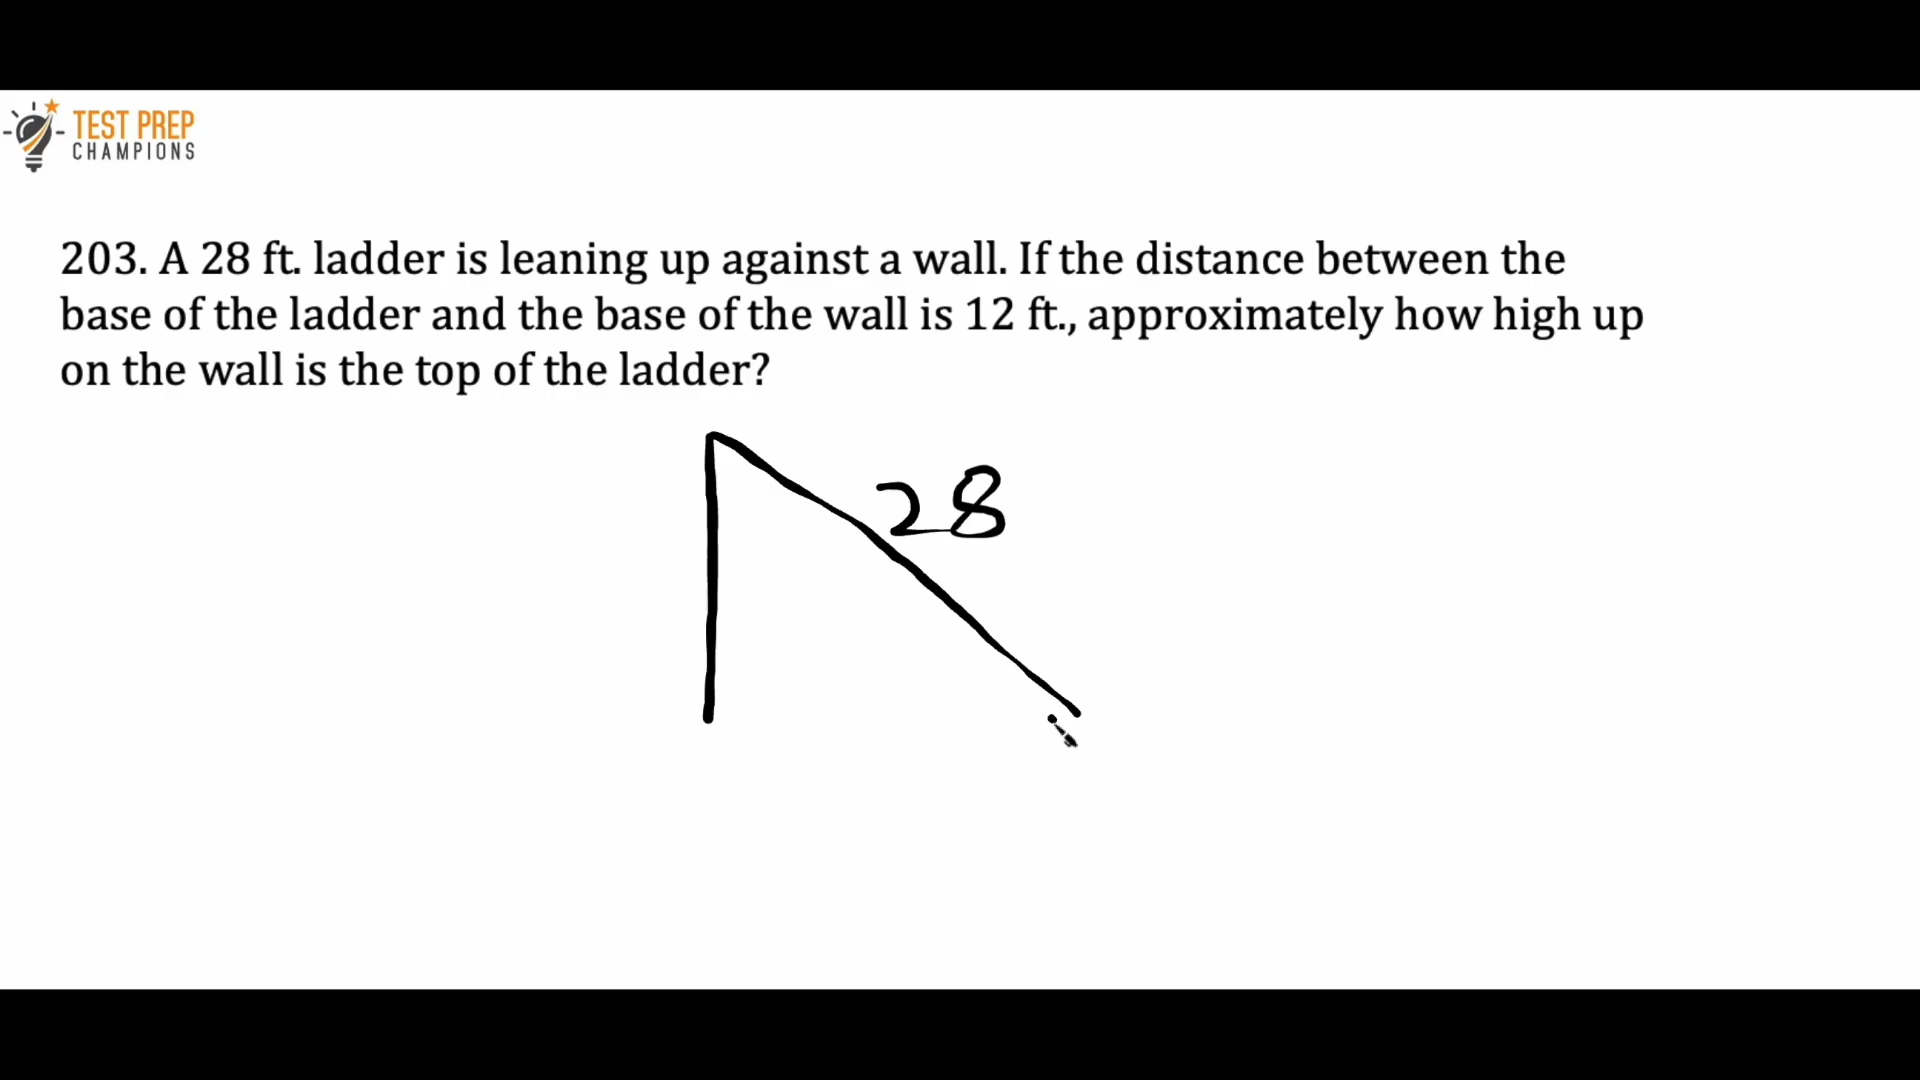 TEST PREP
CHAMPIONS
203. A 28 ft. ladder is leaning up against a wall. If the distance between the
base of the ladder and the base of the wall is 12 ft., approximately how high up
on the wall is the top of the ladder?
28